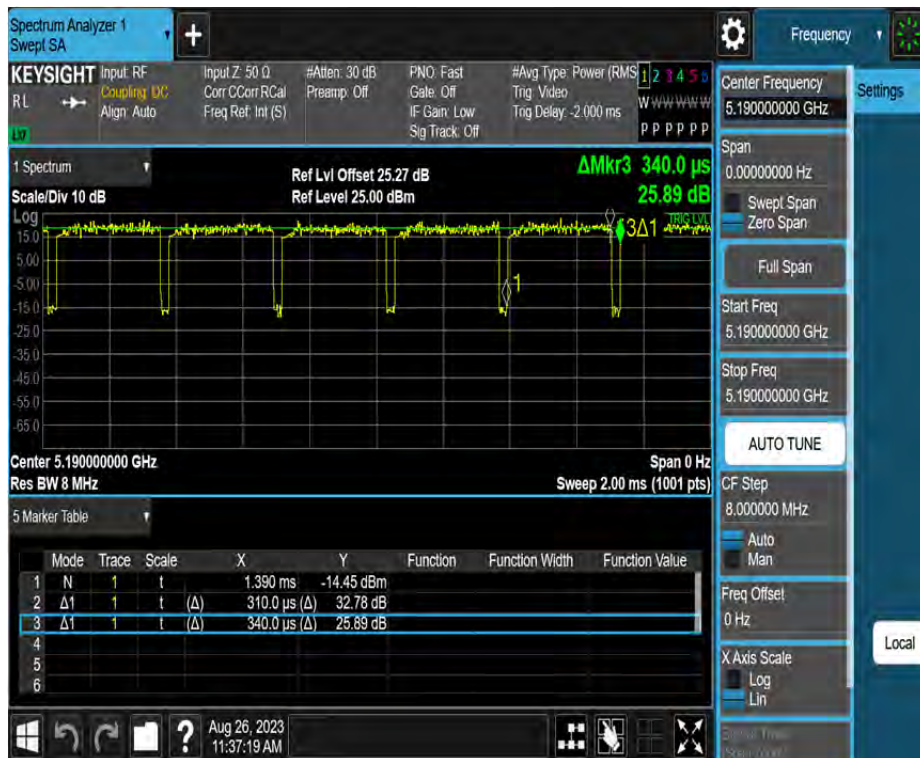 Spectrum Analyzer 1
Swept SA
Frequency
KEYSIGHT
RL
LXI
Input: RF
Coupling: DC
Align: Auto
Input Z: 50 Ω
Corr CCorr RCal
Freq Ref: Int (S)
#Atten: 30 dB
Preamp: Off
PNO: Fast
Gate: Off
IF Gain: Low
Sig Track: Off
#Avg Type: Power (RMS
Trig: Video
Trig Delay: -2.000 ms
1 2 3 4 5 6
W W W W W W
P P P P P P
1 Spectrum
Scale/Div 10 dB
Ref Lvl Offset 25.27 dB
Ref Level 25.00 dBm
ΔMkr3 340.0 µs
25.89 dB
Log
TRIG LVL
15.0
5.00
-5.00
-15.0
-25.0
-35.0
-45.0
-55.0
-65.0
3Δ1
1
Center 5.190000000 GHz
Res BW 8 MHz
Span 0 Hz
Sweep 2.00 ms (1001 pts)
5 Marker Table
Mode Trace Scale X Y Function Function Width Function Value
1 N 1 t 1.390 ms -14.45 dBm
2 Δ1 1 t (Δ) 310.0 µs (Δ) 32.78 dB
3 Δ1 1 t (Δ) 340.0 µs (Δ) 25.89 dB
4
5
6
?
Aug 26, 2023
11:37:19 AM
Center Frequency
5.190000000 GHz
Span
0.00000000 Hz
Swept Span
Zero Span
Full Span
Start Freq
5.190000000 GHz
Stop Freq
5.190000000 GHz
AUTO TUNE
CF Step
8.000000 MHz
Auto
Man
Freq Offset
0 Hz
X Axis Scale
Log
Lin
Settings
Local